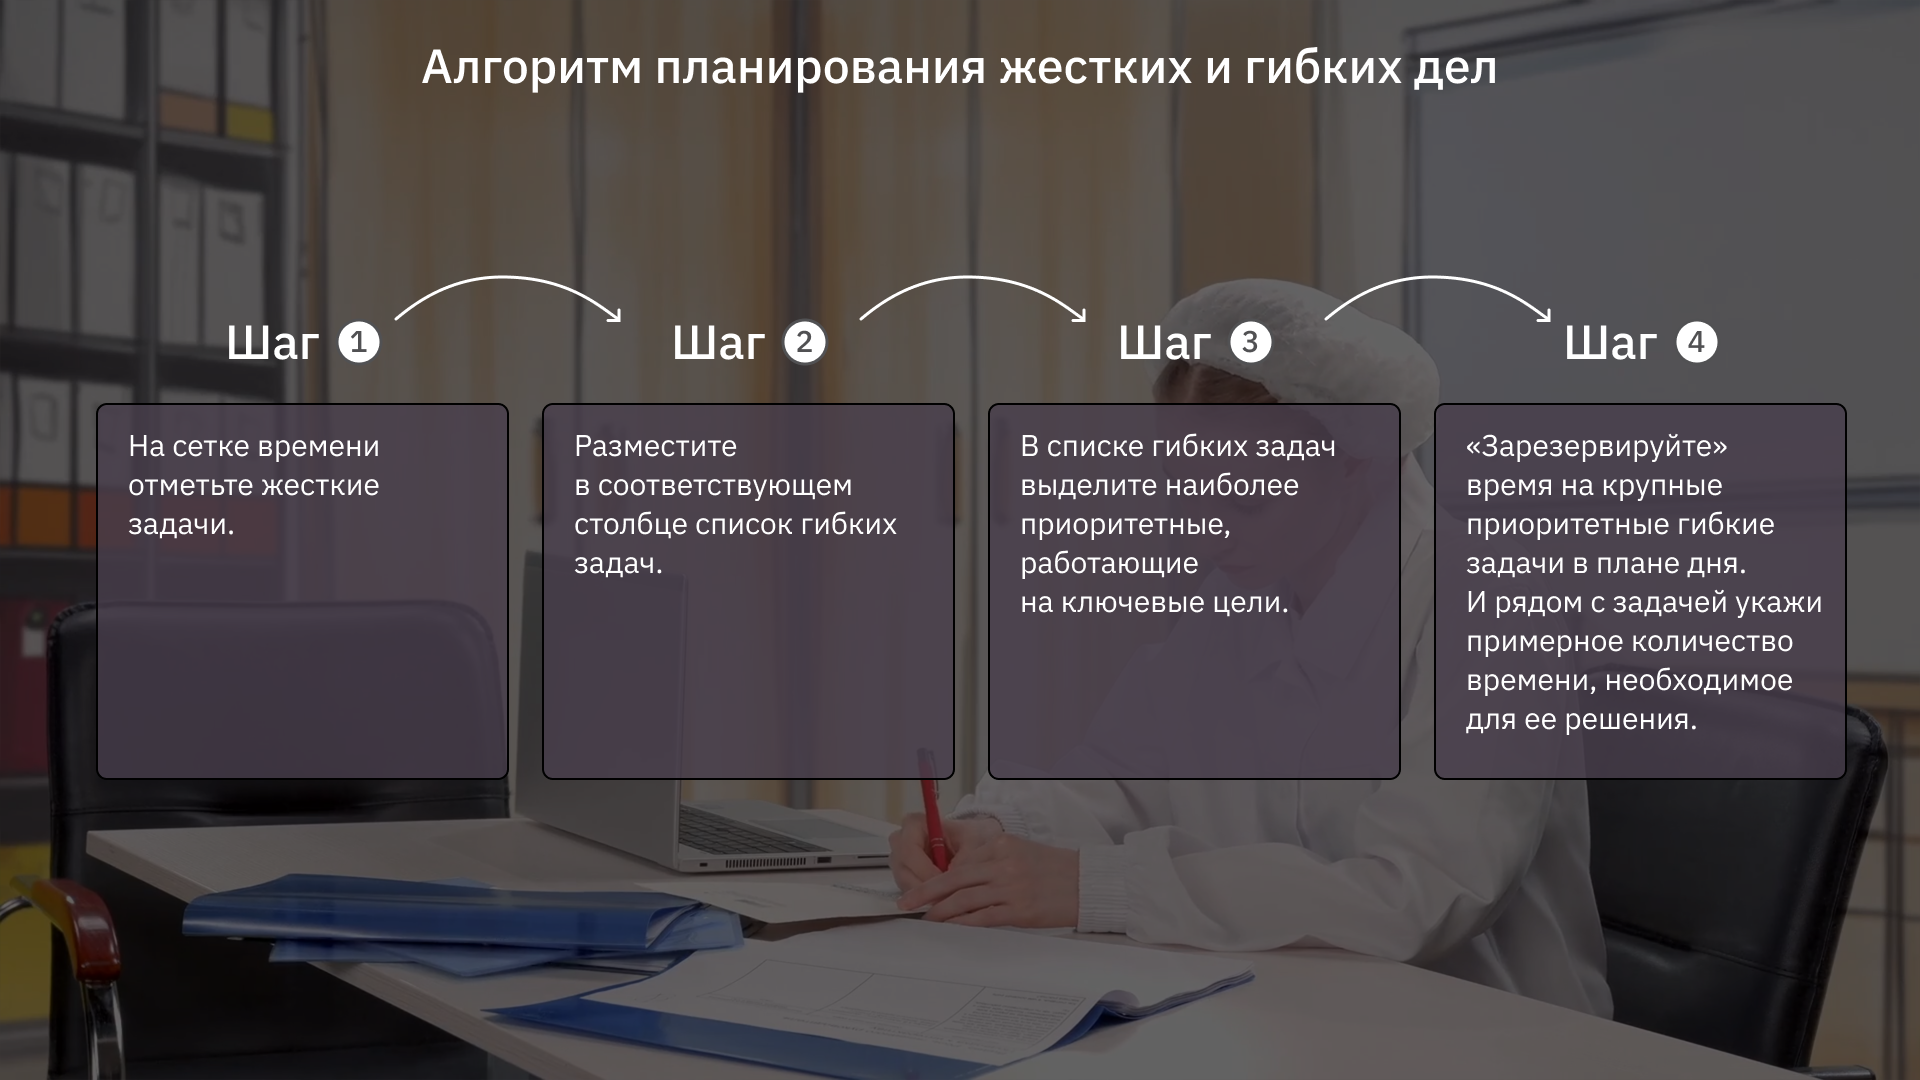 Алгоритм планирования жестких и гибких дел
Шаг 1
На сетке времени
отметьте жесткие
задачи.
Шаг 2
Разместите
в соответствующем
столбце список гибких
задач.
Шаг 3
В списке гибких задач
выделите наиболее
приоритетные,
работающие
на ключевые цели.
Шаг 4
«Зарезервируйте»
время на крупные
приоритетные гибкие
задачи в плане дня.
И рядом с задачей укажи
примерное количество
времени, необходимое
для ее решения.